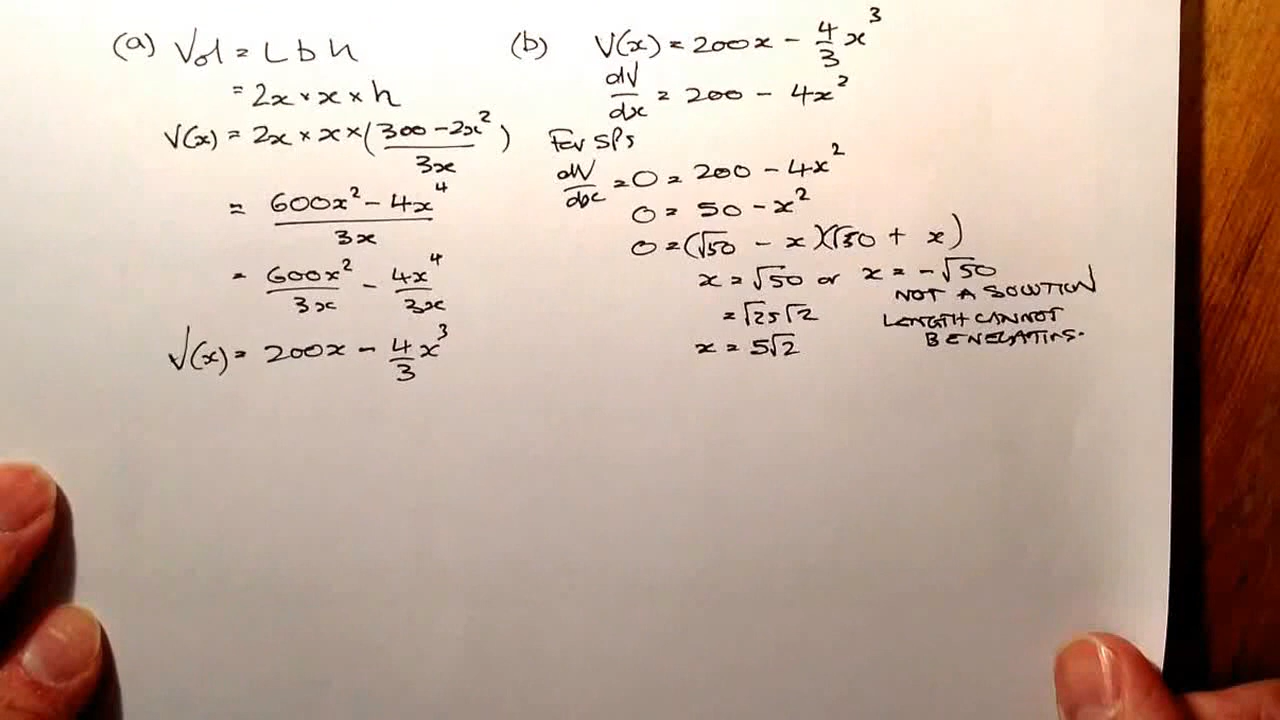 (a) Vol = L b h
= 2x × x × h
V(x) = 2x × x × (300 − 2x²)/3x)
= 600x² − 4x⁴/3x
= 600x²/3x − 4x⁴/3x
V(x) = 200x − 4/3 x³
(b) V(x) = 200x − 4/3 x³
dV/dx = 200 − 4x²
For SPs
dV/dx = 0 = 200 − 4x²
0 = 50 − x²
0 = (√50 − x)(√50 + x)
x = √50 or x = −√50
NOT A SOLUTION
= √25√2
LENGTH CANNOT
BE NEGATIVE.
x = 5√2